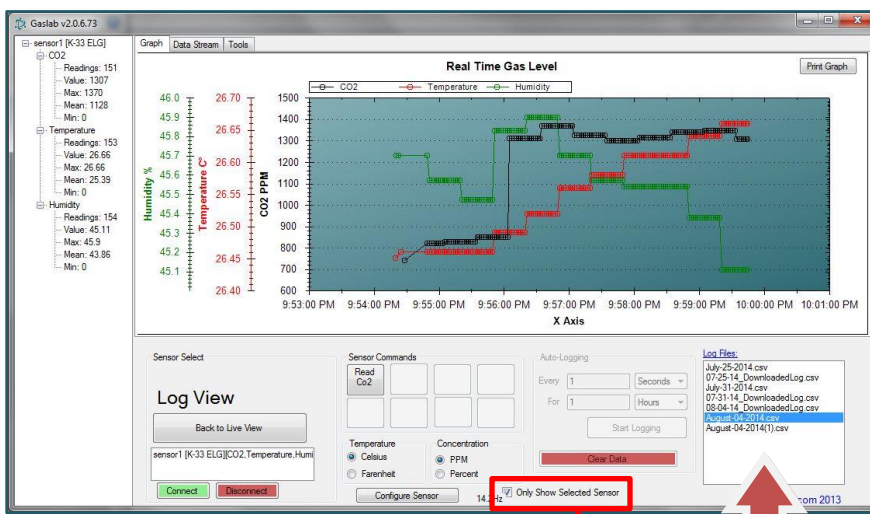 Gaslab v2.0.6.73
sensor1 [K-33 ELG]
CO2
Readings: 151
Value: 1307
Max: 1370
Mean: 1128
Min: 0
Temperature
Readings: 153
Value: 26.66
Max: 26.66
Mean: 25.39
Min: 0
Humidity
Readings: 154
Value: 45.11
Max: 45.9
Mean: 43.86
Min: 0
Graph Data Stream Tools
Real Time Gas Level
Print Graph
CO2 Temperature Humidity
Humidity %
46.0
45.9
45.8
45.7
45.6
45.5
45.4
45.3
45.2
45.1
Temperature C°
26.70
26.65
26.60
26.55
26.50
26.45
26.40
CO2 PPM
1500
1400
1300
1200
1100
1000
900
800
700
600
9:53:00 PM 9:54:00 PM 9:55:00 PM 9:56:00 PM 9:57:00 PM 9:58:00 PM 9:59:00 PM 10:00:00 PM 10:01:00 PM
X Axis
Sensor Select
Log View
Back to Live View
sensor1 [K-33 ELG][CO2,Temperature,Humi
Connect Disconnect
Sensor Commands
Read
Co2
Temperature
Celsius
Farenheit
Concentration
PPM
Percent
Configure Sensor
14.2Hz
Only Show Selected Sensor
Auto-Logging
Every 1 Seconds
For 1 Hours
Start Logging
Clear Data
Log Files:
July-25-2014.csv
07-25-14_DownloadedLog.csv
July-31-2014.csv
07-31-14_DownloadedLog.csv
08-04-14_DownloadedLog.csv
August-04-2014.csv
August-04-2014(1).csv
com 2013